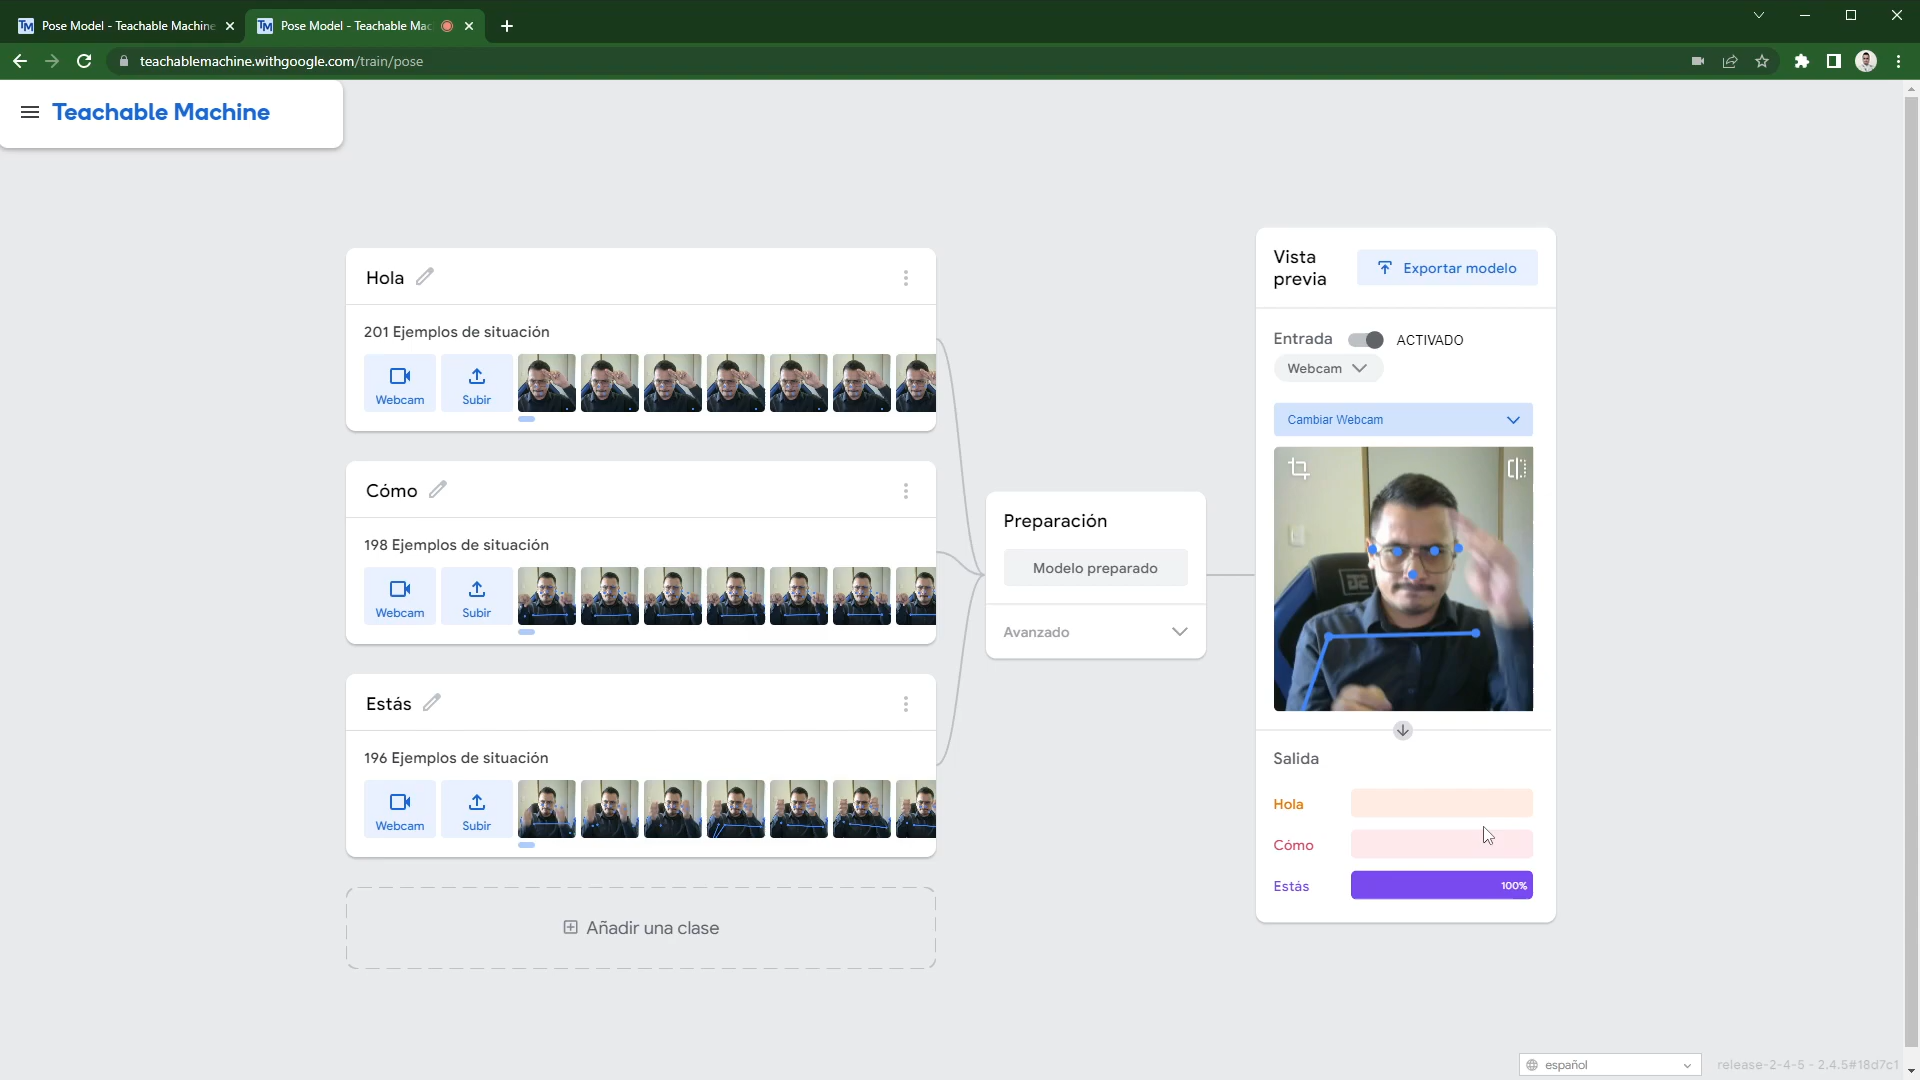 Pose Model - Teachable Machine
Pose Model - Teachable Mac
teachablemachine.withgoogle.com/train/pose
Teachable Machine
Hola
201 Ejemplos de situación
Webcam
Subir
Cómo
198 Ejemplos de situación
Webcam
Subir
Estás
196 Ejemplos de situación
Webcam
Subir
Añadir una clase
Preparación
Modelo preparado
Avanzado
Vista previa
Exportar modelo
Entrada ACTIVADO
Webcam
Cambiar Webcam
Salida
Hola
Cómo
Estás 100%
español
release-2-4-5 - 2.4.5#18d7c1